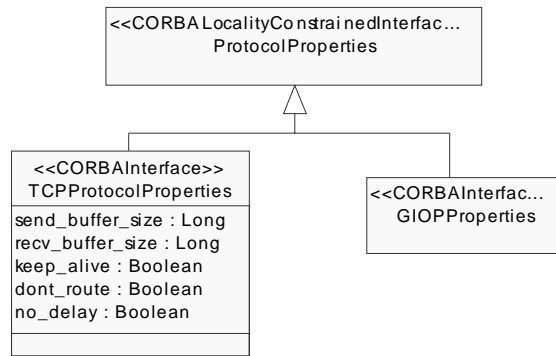 <<CORBALocalityConstrainedInterfac...
ProtocolProperties
<<CORBAInterface>>
TCPProtocolProperties
send_buffer_size : Long
recv_buffer_size : Long
keep_alive : Boolean
dont_route : Boolean
no_delay : Boolean
<<CORBAInterfac...
GIOPProperties